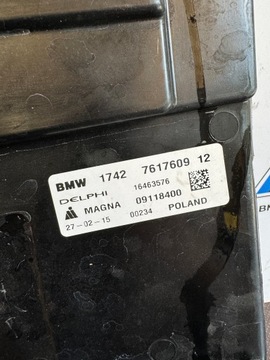 BMW 1742 7617609 12
DELPHI 16463576
MAGNA 09118400
27-02-15 00234 POLAND